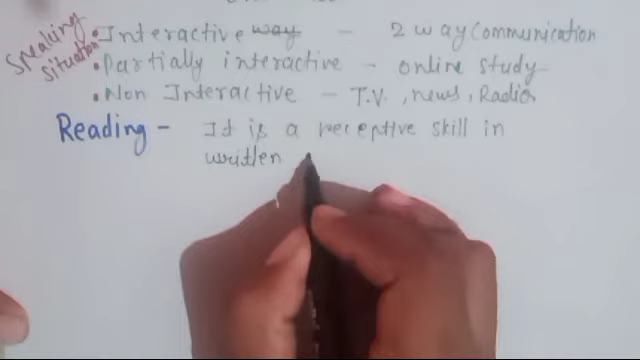 Speaking
situation
• Interactive way – 2 way Communication
• Partially interactive – online study
• Non Interactive – T.V., news, Radio
Reading – It is a receptive skill in
written